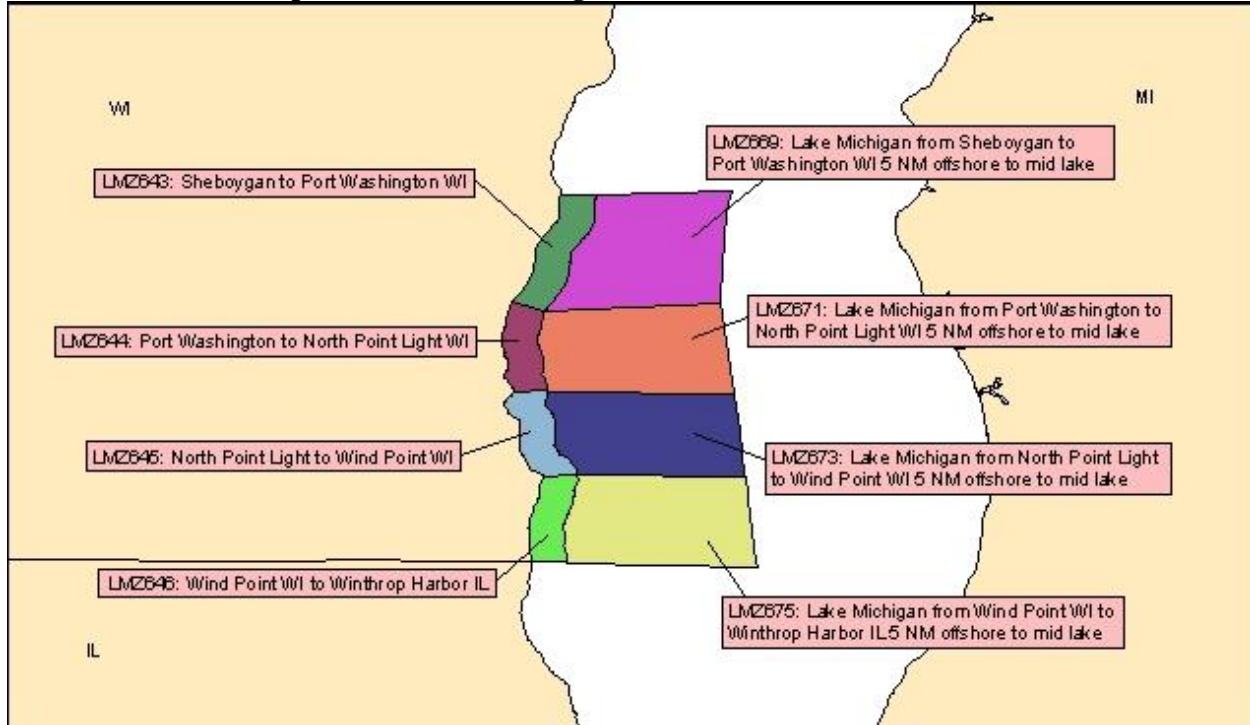 WI
MI
LMZ669: Lake Michigan from Sheboygan to
Port Washington WI 5 NM offshore to mid lake
LMZ643: Sheboygan to Port Washington WI
LMZ671: Lake Michigan from Port Washington to
North Point Light WI 5 NM offshore to mid lake
LMZ644: Port Washington to North Point Light WI
LMZ645: North Point Light to Wind Point WI
LMZ673: Lake Michigan from North Point Light
to Wind Point WI 5 NM offshore to mid lake
LMZ646: Wind Point WI to Winthrop Harbor IL
LMZ675: Lake Michigan from Wind Point WI to
Winthrop Harbor IL 5 NM offshore to mid lake
IL